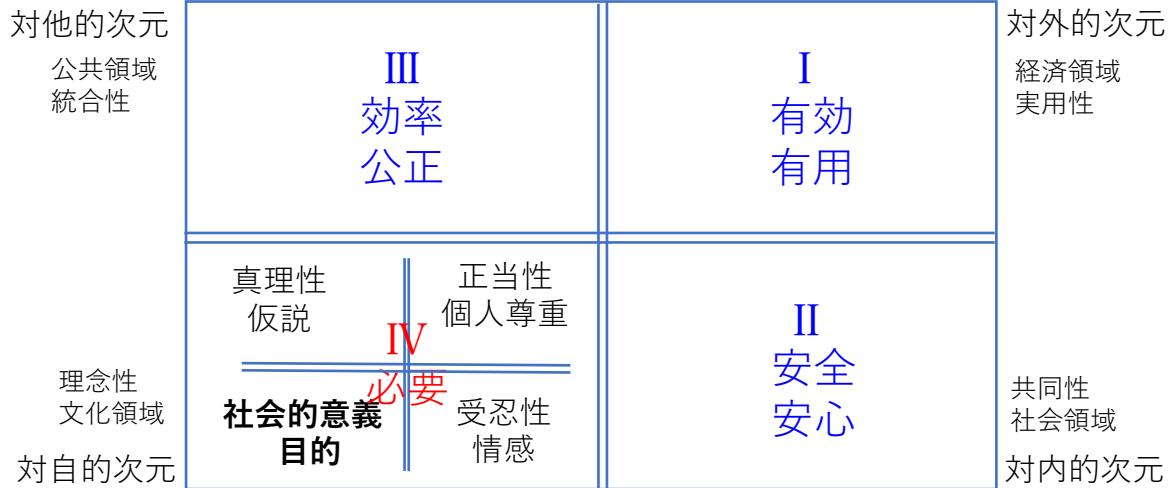 対他的次元
公共領域
統合性
Ⅲ
効率
公正
Ⅰ
有効
有用
対外的次元
経済領域
実用性
真理性
仮説
正当性
個人尊重
Ⅳ
必要
社会的意義
目的
受忍性
情感
理念性
文化領域
対自的次元
Ⅱ
安全
安心
共同性
社会領域
対内的次元